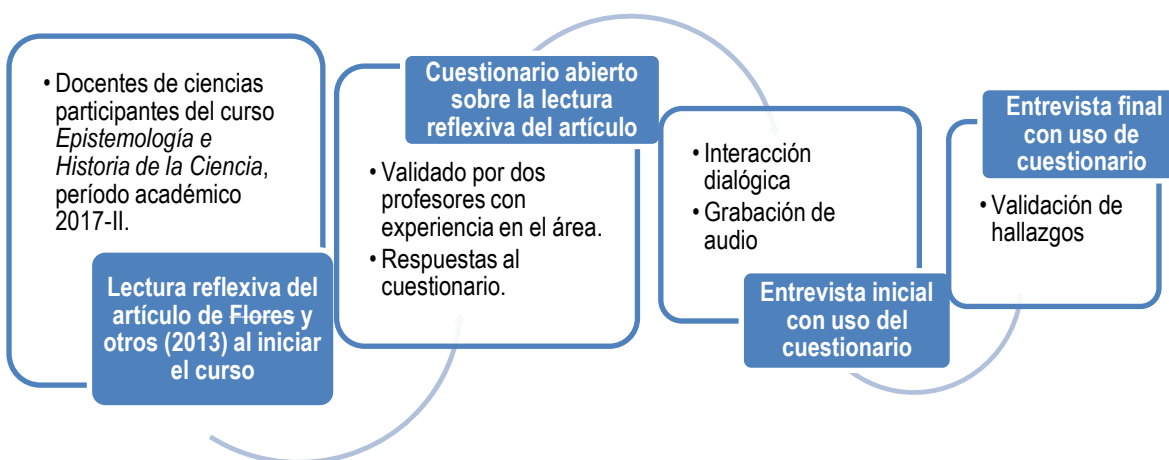 • Docentes de ciencias
participantes del curso
Epistemología e
Historia de la Ciencia,
período académico
2017-II.
Lectura reflexiva del
artículo de Flores y
otros (2013) al iniciar
el curso
Cuestionario abierto
sobre la lectura
reflexiva del artículo
• Validado por dos
profesores con
experiencia en el área.
• Respuestas al
cuestionario.
• Interacción
dialógica
• Grabación de
audio
Entrevista inicial
con uso del
cuestionario
Entrevista final
con uso de
cuestionario
• Validación de
hallazgos